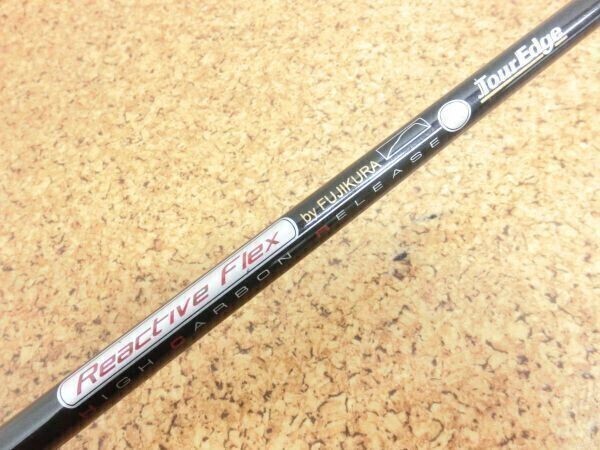 Reactive Flex
by FUJIKURA
HIGH CARBON RELEASE
TourEdge